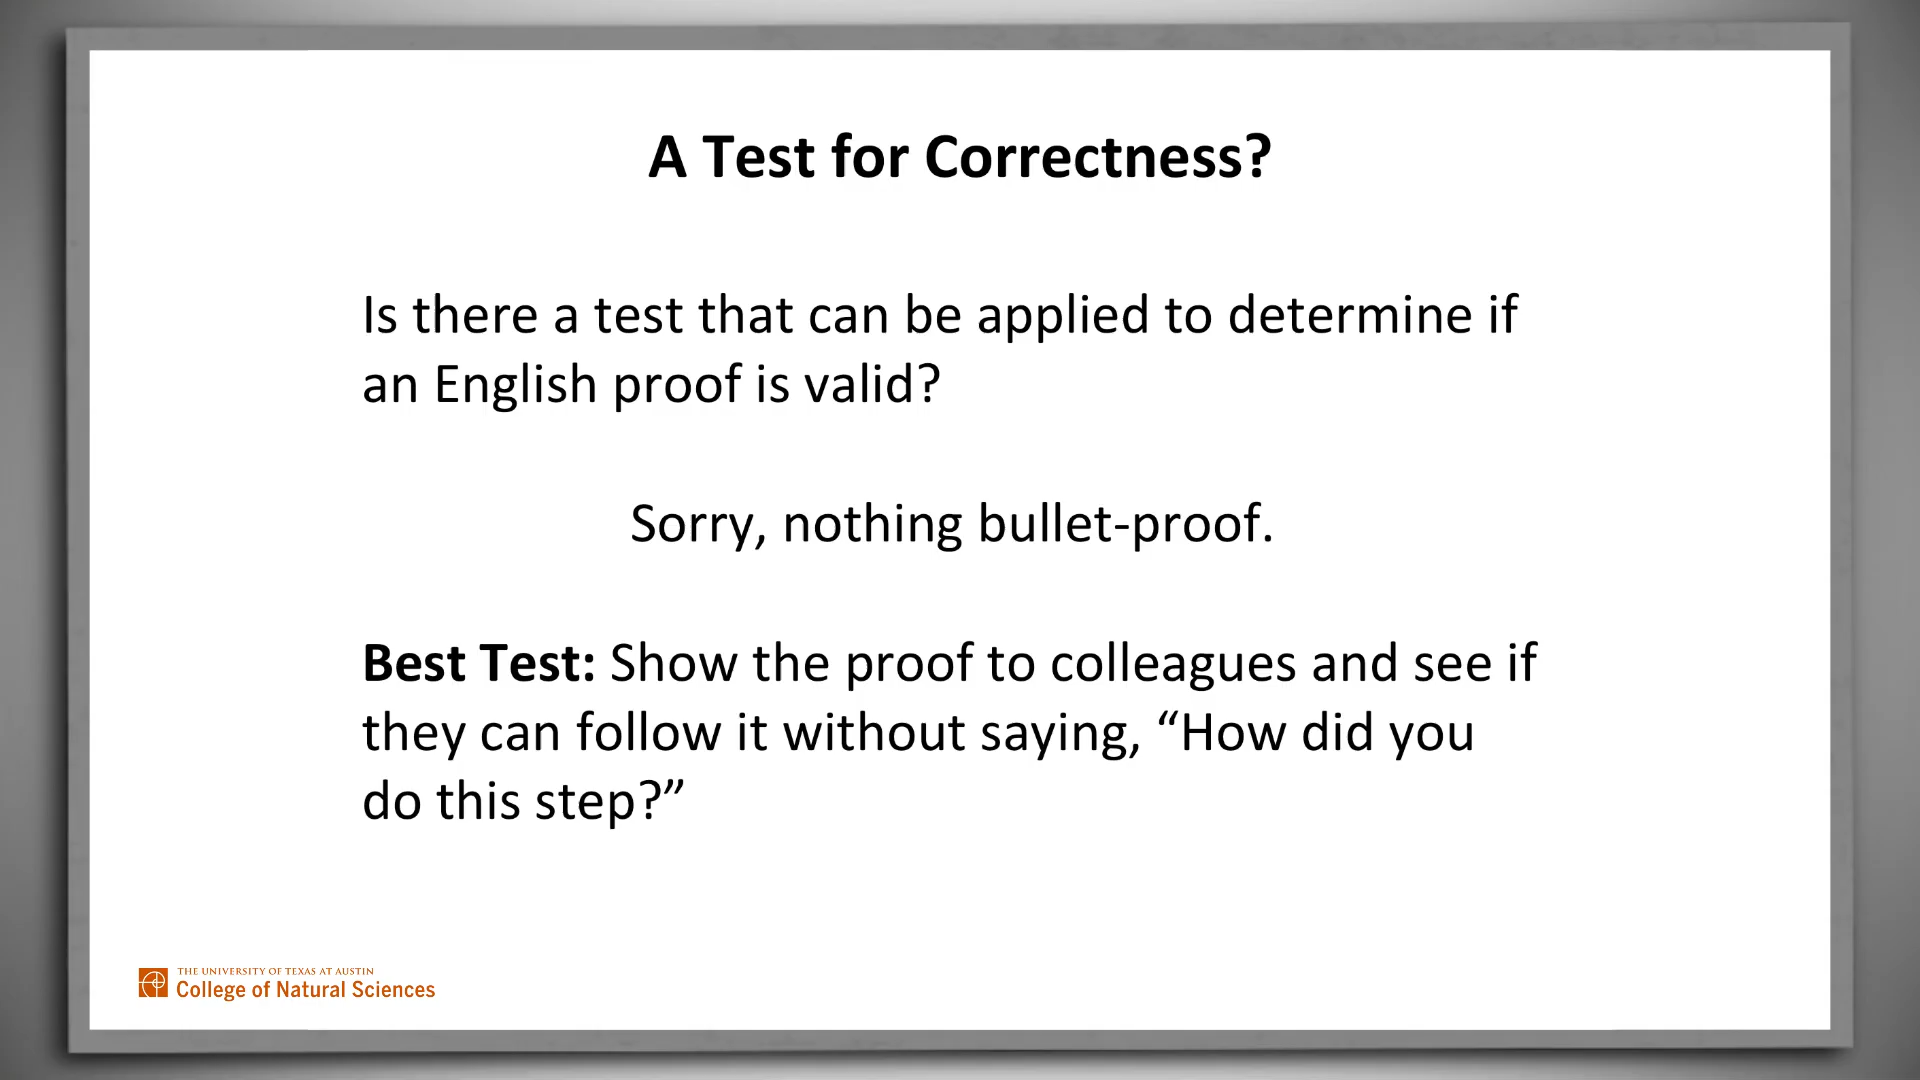 A Test for Correctness?
Is there a test that can be applied to determine if
an English proof is valid?
Sorry, nothing bullet-proof.
Best Test: Show the proof to colleagues and see if
they can follow it without saying, “How did you
do this step?”
THE UNIVERSITY OF TEXAS AT AUSTIN
College of Natural Sciences